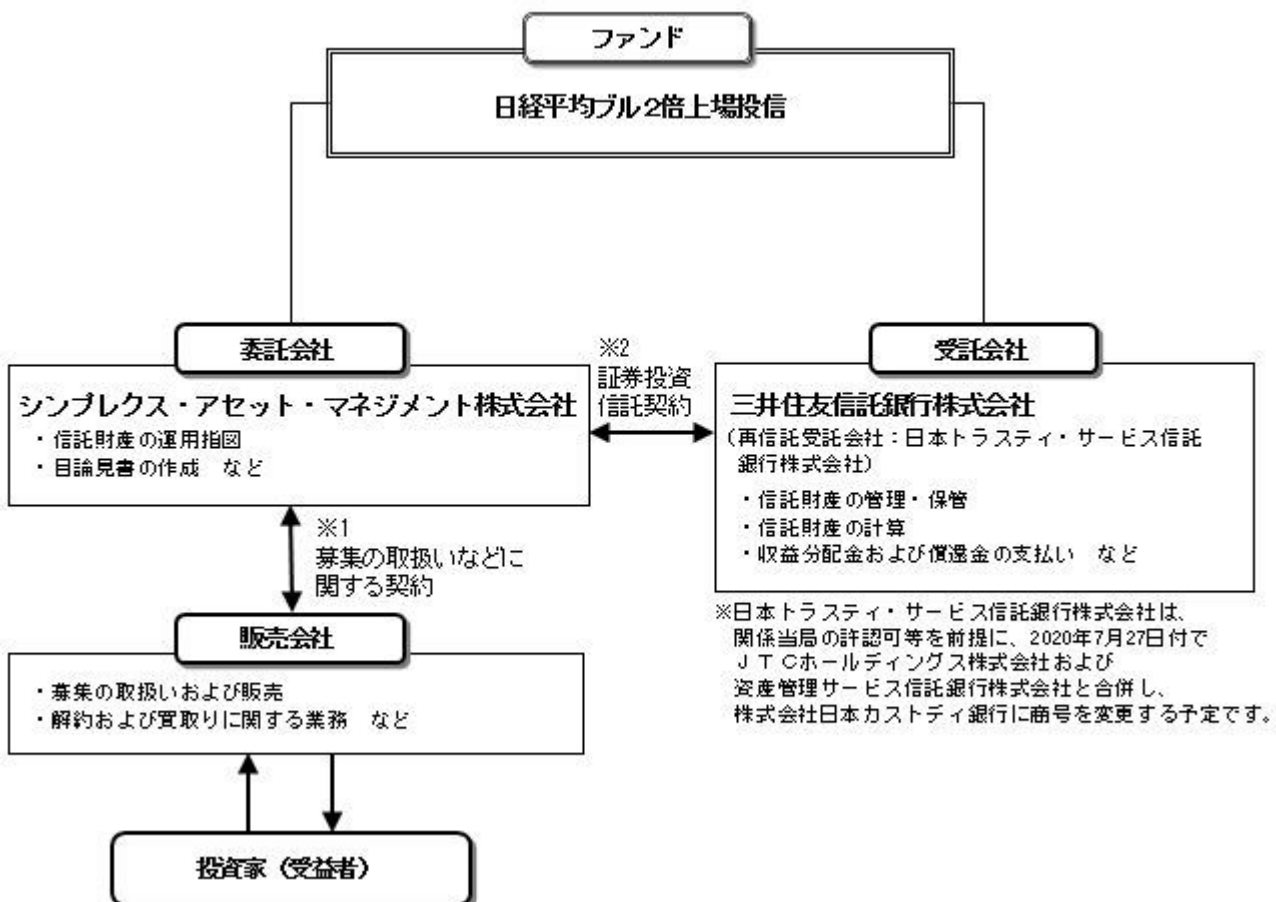 ファンド
日経平均ブル2倍上場投信
委託会社
シンプレクス・アセット・マネジメント株式会社
・信託財産の運用指図
・目論見書の作成　など
※2
証券投資
信託契約
受託会社
三井住友信託銀行株式会社
（再信託受託会社：日本トラスティ・サービス信託
銀行株式会社）
・信託財産の管理・保管
・信託財産の計算
・収益分配金および償還金の支払い　など
※日本トラスティ・サービス信託銀行株式会社は、
関係当局の許認可等を前提に、2020年7月27日付で
ＪＴＣホールディングス株式会社および
資産管理サービス信託銀行株式会社と合併し、
株式会社日本カストディ銀行に商号を変更する予定です。
※1
募集の取扱いなどに
関する契約
販売会社
・募集の取扱いおよび販売
・解約および買取りに関する業務　など
投資家（受益者）